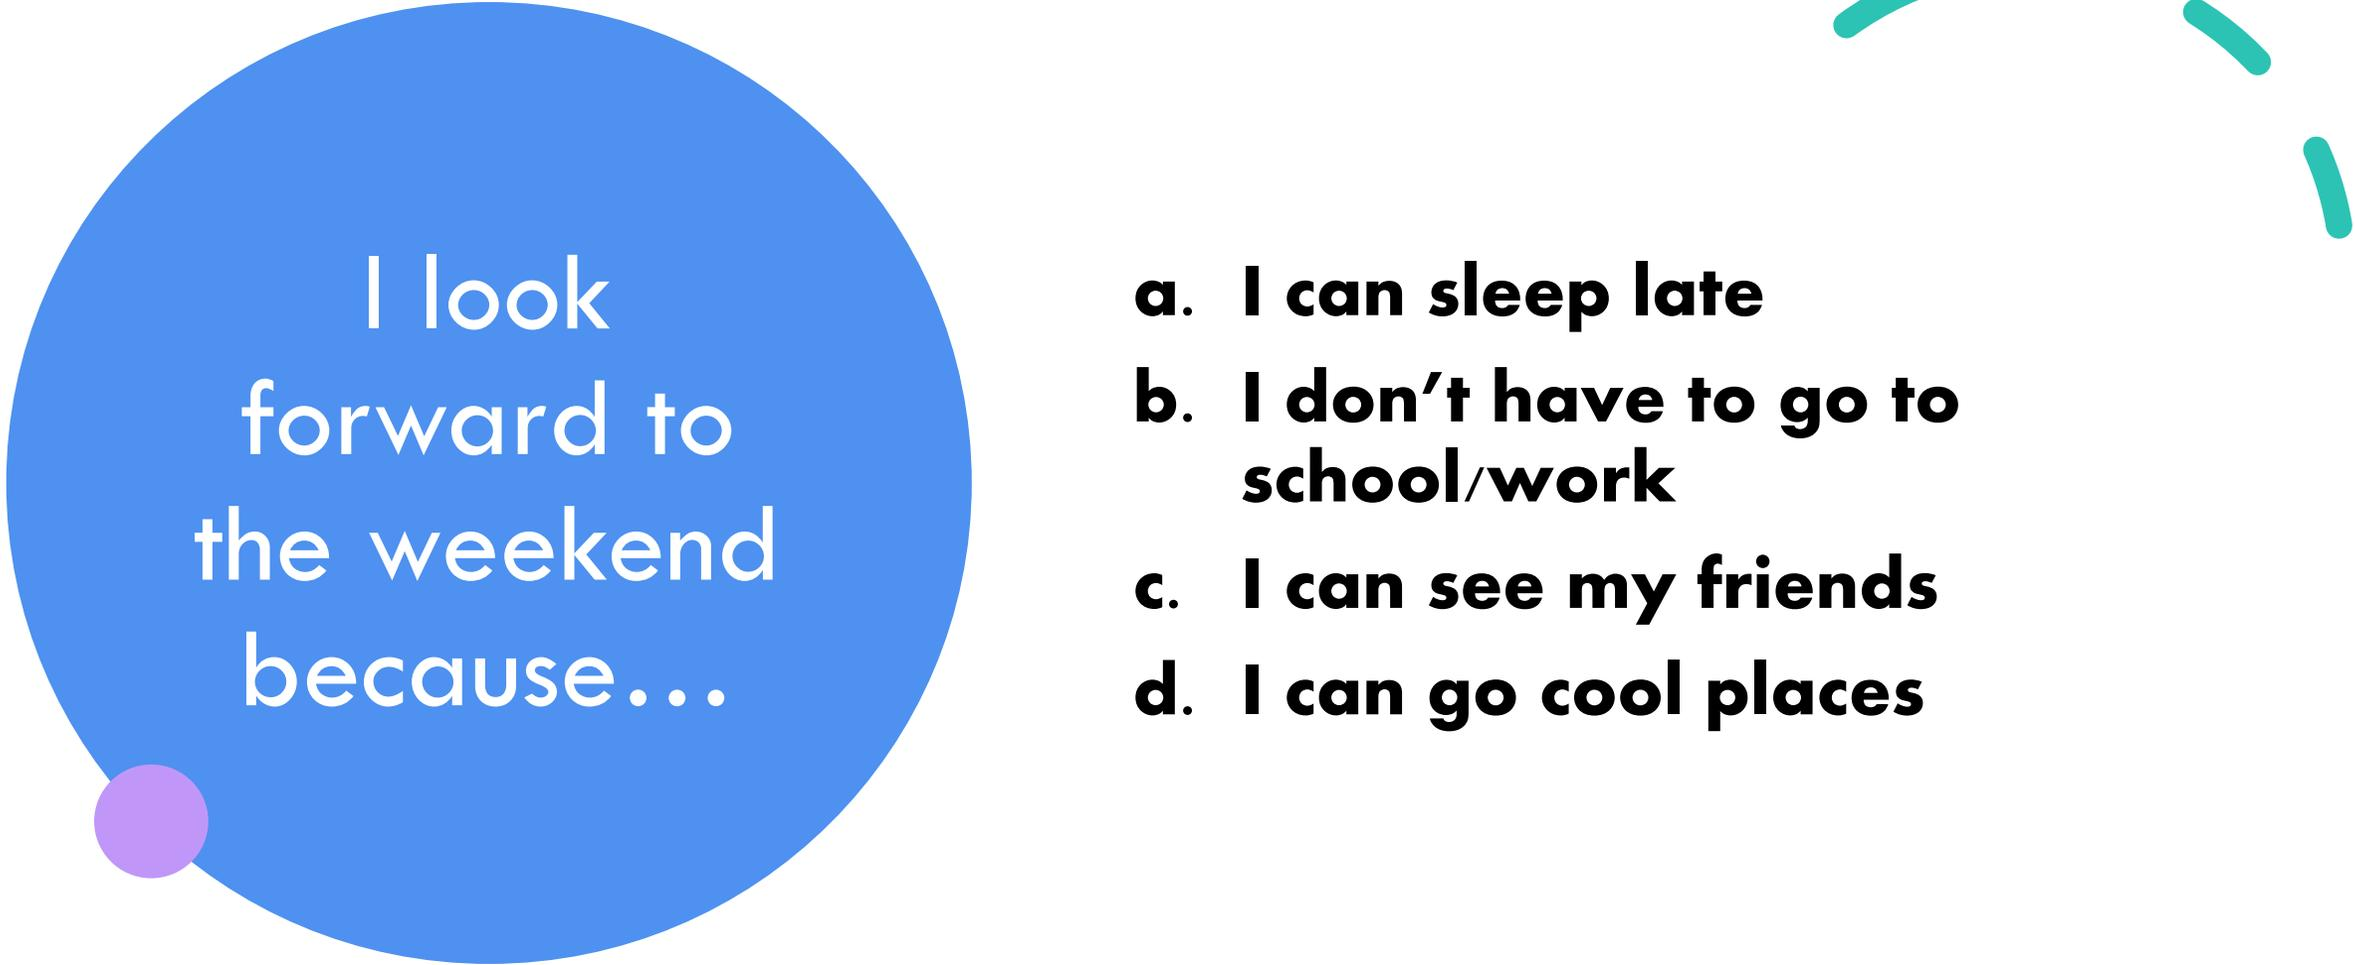 I look
forward to
the weekend
because…
a. I can sleep late
b. I don’t have to go to
school/work
c. I can see my friends
d. I can go cool places